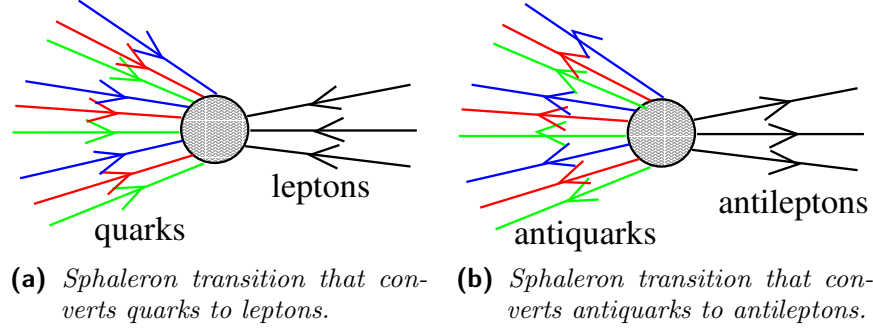 leptons
quarks
antileptons
antiquarks
(a) Sphaleron transition that con-
verts quarks to leptons.
(b) Sphaleron transition that con-
verts antiquarks to antileptons.